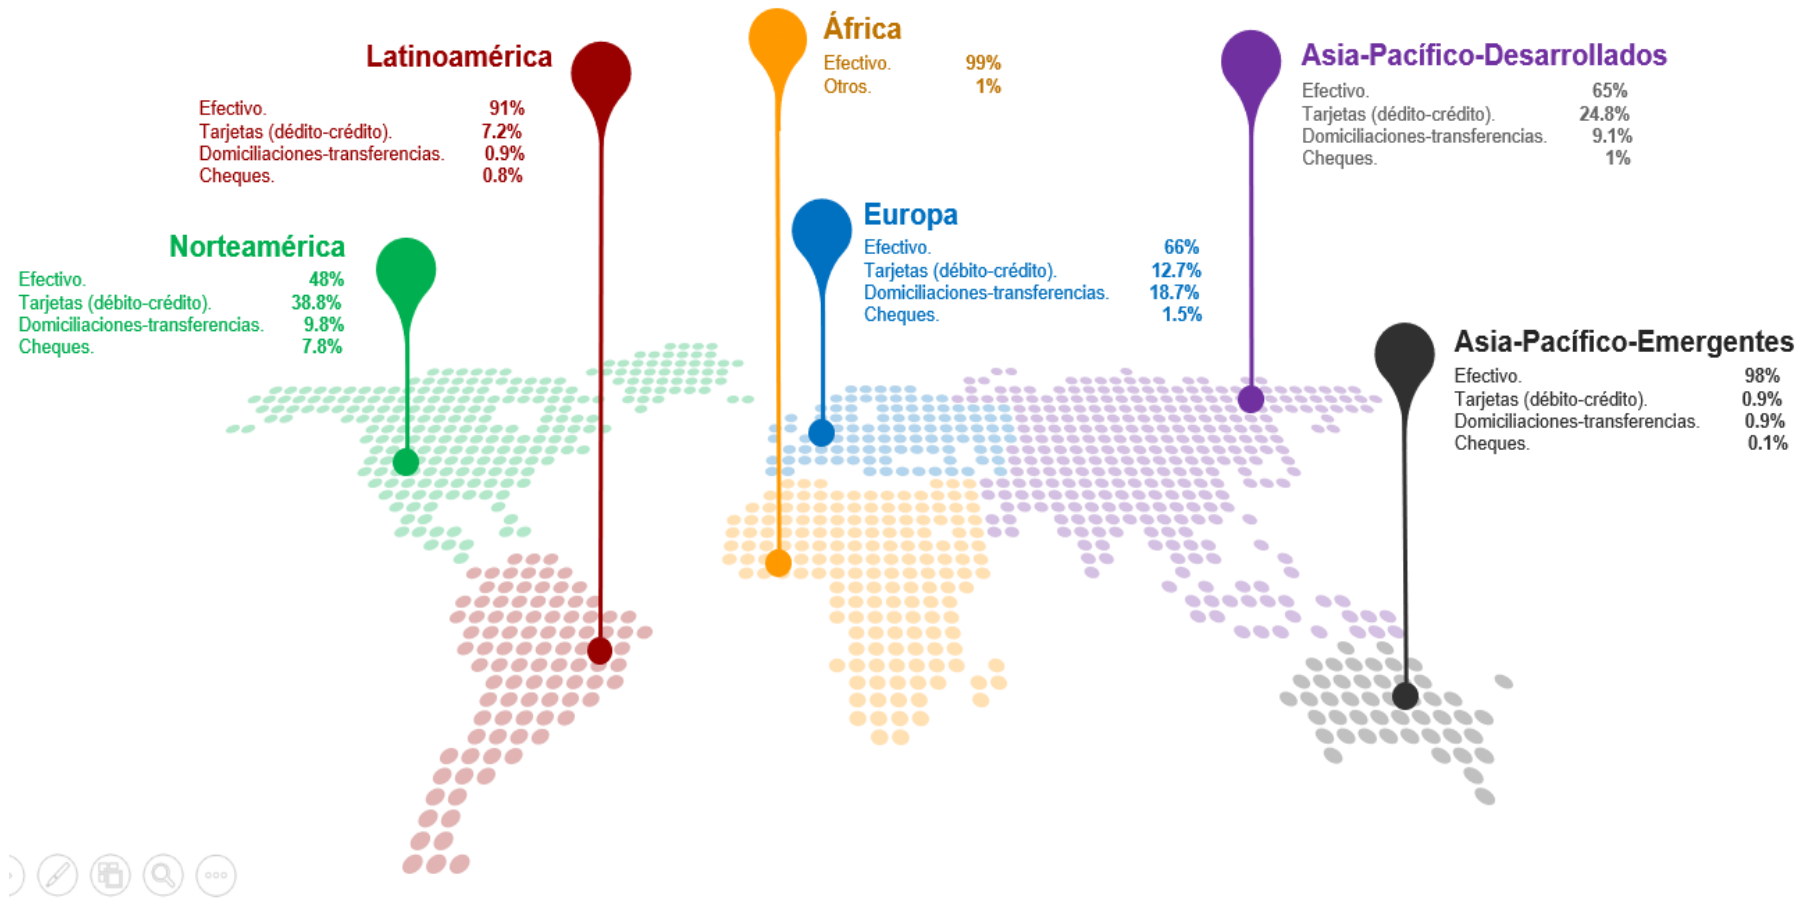 Latinoamérica
Efectivo. 91%
Tarjetas (dédito-crédito). 7.2%
Domiciliaciones-transferencias. 0.9%
Cheques. 0.8%
África
Efectivo. 99%
Otros. 1%
Asia-Pacífico-Desarrollados
Efectivo. 65%
Tarjetas (dédito-crédito). 24.8%
Domiciliaciones-transferencias. 9.1%
Cheques. 1%
Norteamérica
Efectivo. 48%
Tarjetas (débito-crédito). 38.8%
Domiciliaciones-transferencias. 9.8%
Cheques. 7.8%
Europa
Efectivo. 66%
Tarjetas (débito-crédito). 12.7%
Domiciliaciones-transferencias. 18.7%
Cheques. 1.5%
Asia-Pacífico-Emergentes
Efectivo. 98%
Tarjetas (débito-crédito). 0.9%
Domiciliaciones-transferencias. 0.9%
Cheques. 0.1%